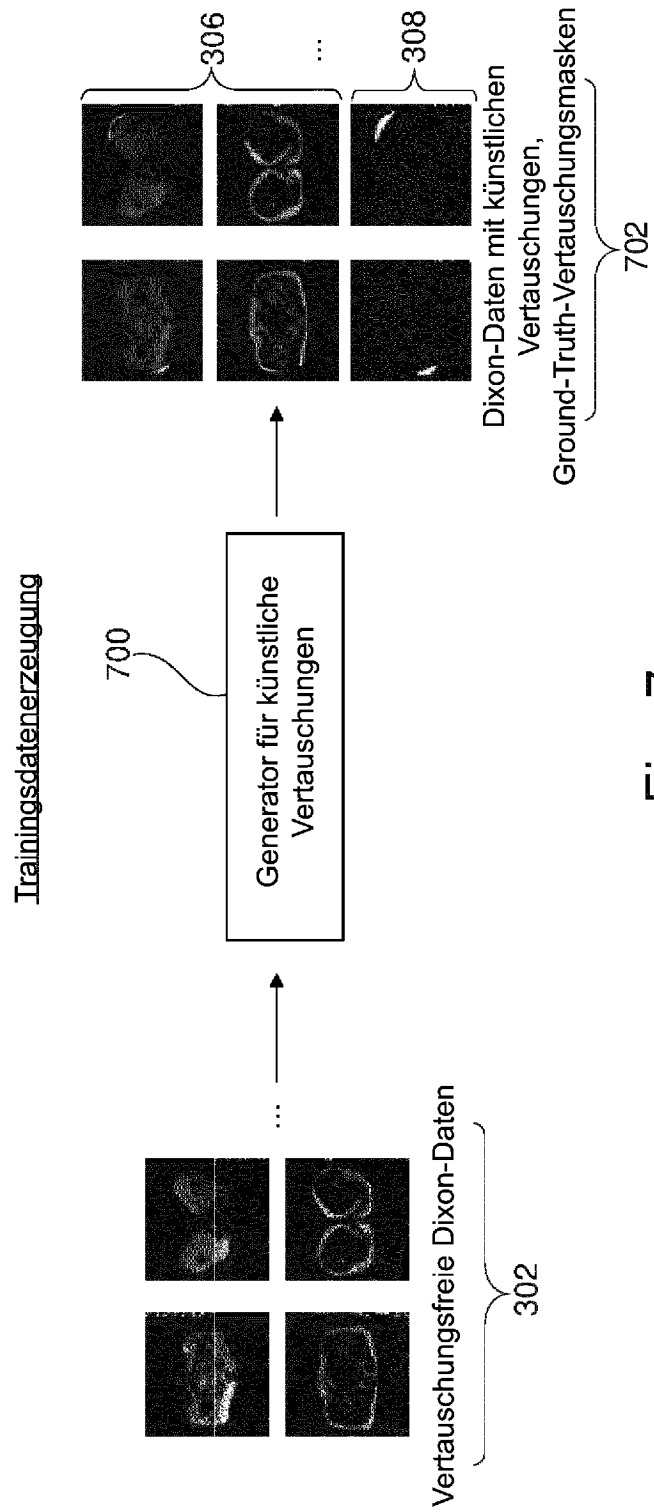 Trainingsdatenerzeugung
700
Generator für künstliche
Vertauschungen
...
Vertauschungsfreie Dixon-Daten
302
306
...
308
Dixon-Daten mit künstlichen
Vertauschungen,
Ground-Truth-Vertauschungsmasken
702